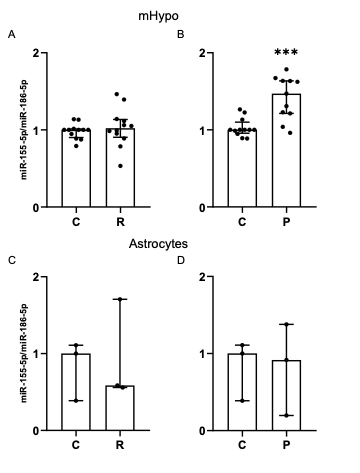 mHypo
A
B
miR-155-5p/miR-186-5p
2
1
0
C
R
2
1
0
***
C
P
Astrocytes
C
D
miR-155-5p/miR-186-5p
2
1
0
C
R
2
1
0
C
P